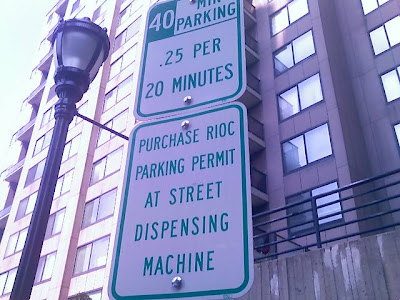 40 MIN
PARKING
.25 PER
20 MINUTES
PURCHASE RIOC
PARKING PERMIT
AT STREET
DISPENSING
MACHINE